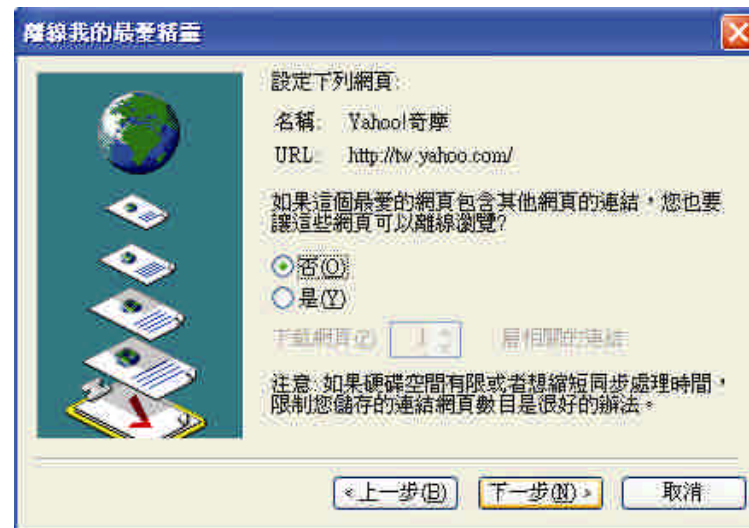 離線我的最愛精靈
設定下列網頁:
名稱: Yahoo!奇摩
URL: http://tw.yahoo.com/
如果這個最愛的網頁包含其他網頁的連結，您也要
讓這些網頁可以離線瀏覽?
否(O)
是(Y)
下載網頁(P) 1 層相關的連結
注意:如果硬碟空間有限或者想縮短同步處理時間，
限制您儲存的連結網頁數目是很好的辦法。
<上一步(B) 下一步(N)> 取消